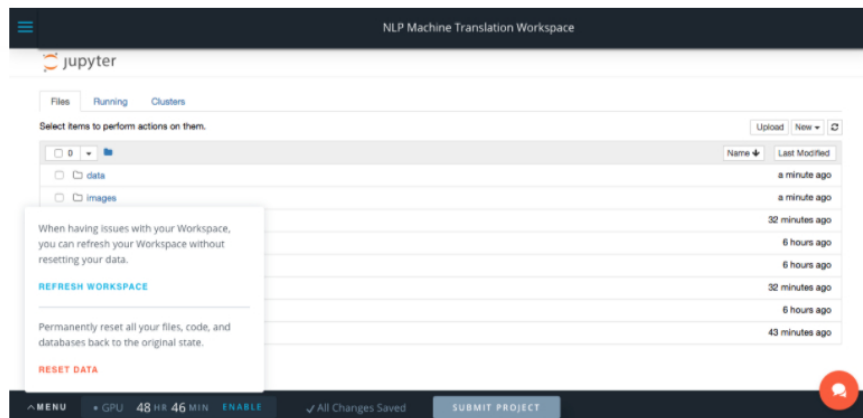 NLP Machine Translation Workspace
jupyter
Files Running Clusters
Select items to perform actions on them.
Upload New
0
Name Last Modified
data a minute ago
images a minute ago
32 minutes ago
6 hours ago
6 hours ago
32 minutes ago
6 hours ago
43 minutes ago
When having issues with your Workspace,
you can refresh your Workspace without
resetting your data.
REFRESH WORKSPACE
Permanently reset all your files, code, and
databases back to the original state.
RESET DATA
MENU • GPU 48 HR 46 MIN ENABLE ✓ All Changes Saved SUBMIT PROJECT